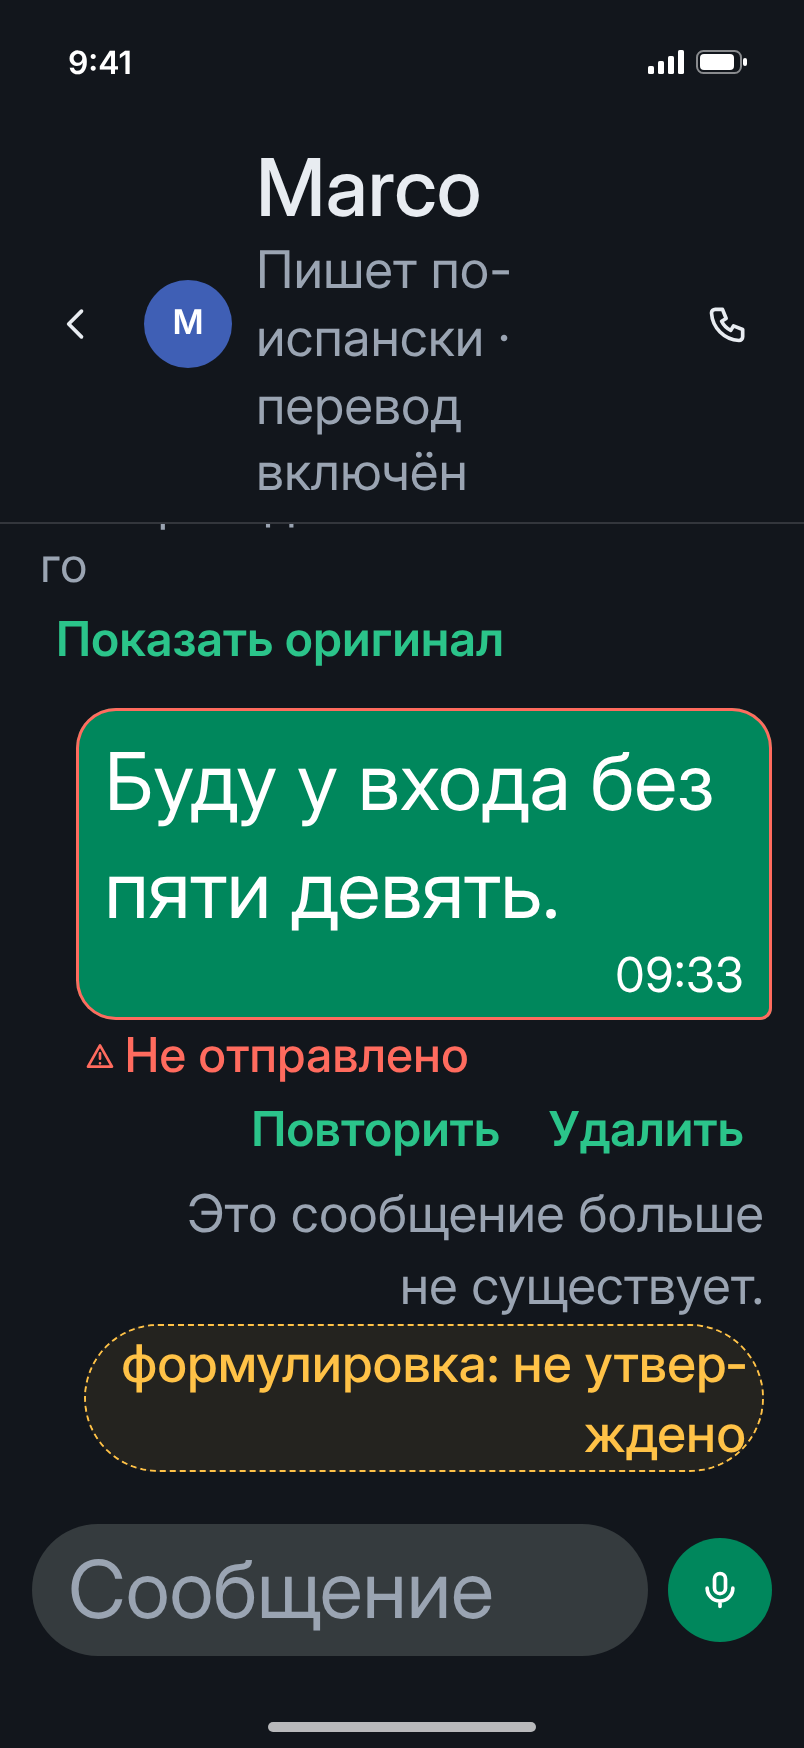 9:41
Marco
M
Пишет по-
испански ·
перевод
включён
го
Показать оригинал
Буду у входа без
пяти девять.
09:33
Не отправлено
Повторить Удалить
Это сообщение больше
не существует.
формулировка: не утвер-
ждено
Сообщение